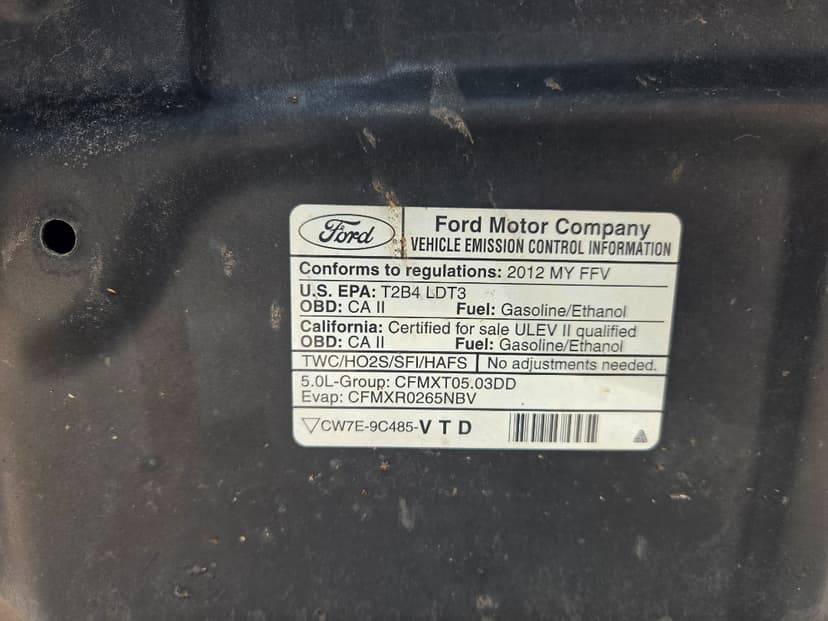 Ford
Ford Motor Company
VEHICLE EMISSION CONTROL INFORMATION
Conforms to regulations: 2012 MY FFV
U.S. EPA: T2B4 LDT3
OBD: CA II Fuel: Gasoline/Ethanol
California: Certified for sale ULEV II qualified
OBD: CA II Fuel: Gasoline/Ethanol
TWC/HO2S/SFI/HAFS No adjustments needed.
5.0L-Group: CFMXT05.03DD
Evap: CFMXR0265NBV
CW7E-9C485-V T D